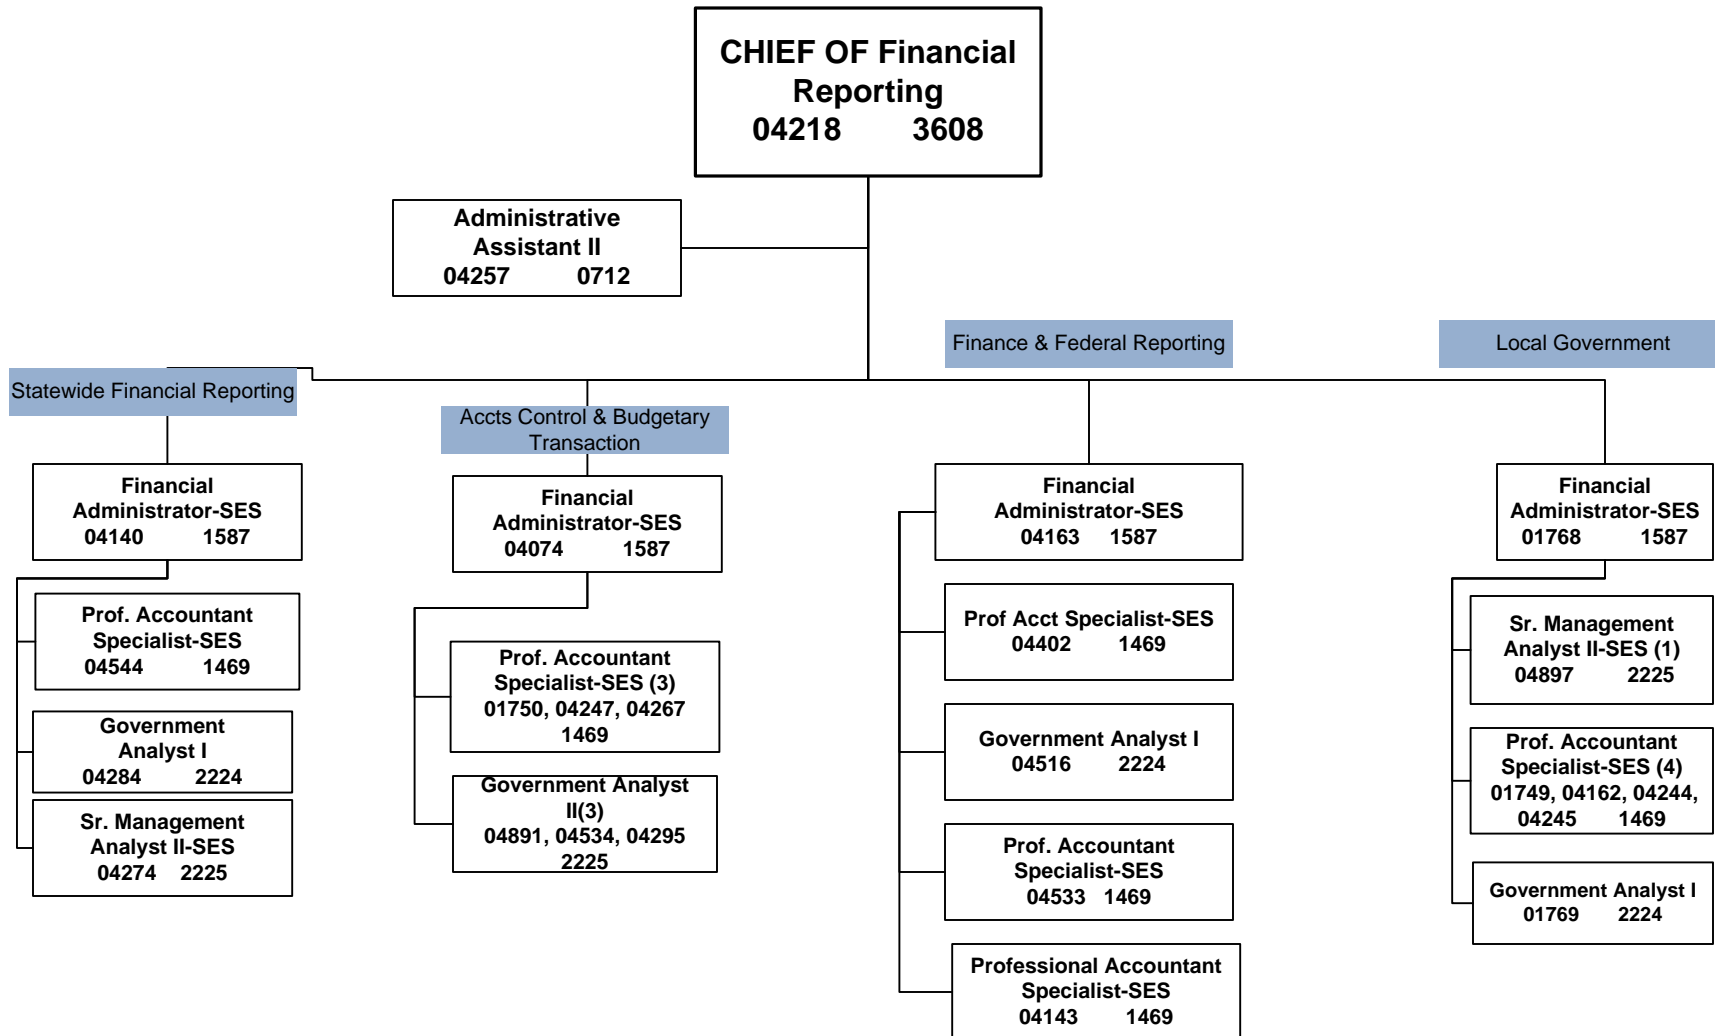 CHIEF OF Financial
Reporting
04218 3608
Administrative
Assistant II
04257 0712
Finance & Federal Reporting
Local Government
Statewide Financial Reporting
Accts Control & Budgetary
Transaction
Financial
Administrator-SES
04140 1587
Prof. Accountant
Specialist-SES
04544 1469
Government
Analyst I
04284 2224
Sr. Management
Analyst II-SES
04274 2225
Financial
Administrator-SES
04074 1587
Prof. Accountant
Specialist-SES (3)
01750, 04247, 04267
1469
Government Analyst
II(3)
04891, 04534, 04295
2225
Financial
Administrator-SES
04163 1587
Prof Acct Specialist-SES
04402 1469
Government Analyst I
04516 2224
Prof. Accountant
Specialist-SES
04533 1469
Professional Accountant
Specialist-SES
04143 1469
Financial
Administrator-SES
01768 1587
Sr. Management
Analyst II-SES (1)
04897 2225
Prof. Accountant
Specialist-SES (4)
01749, 04162, 04244,
04245 1469
Government Analyst I
01769 2224